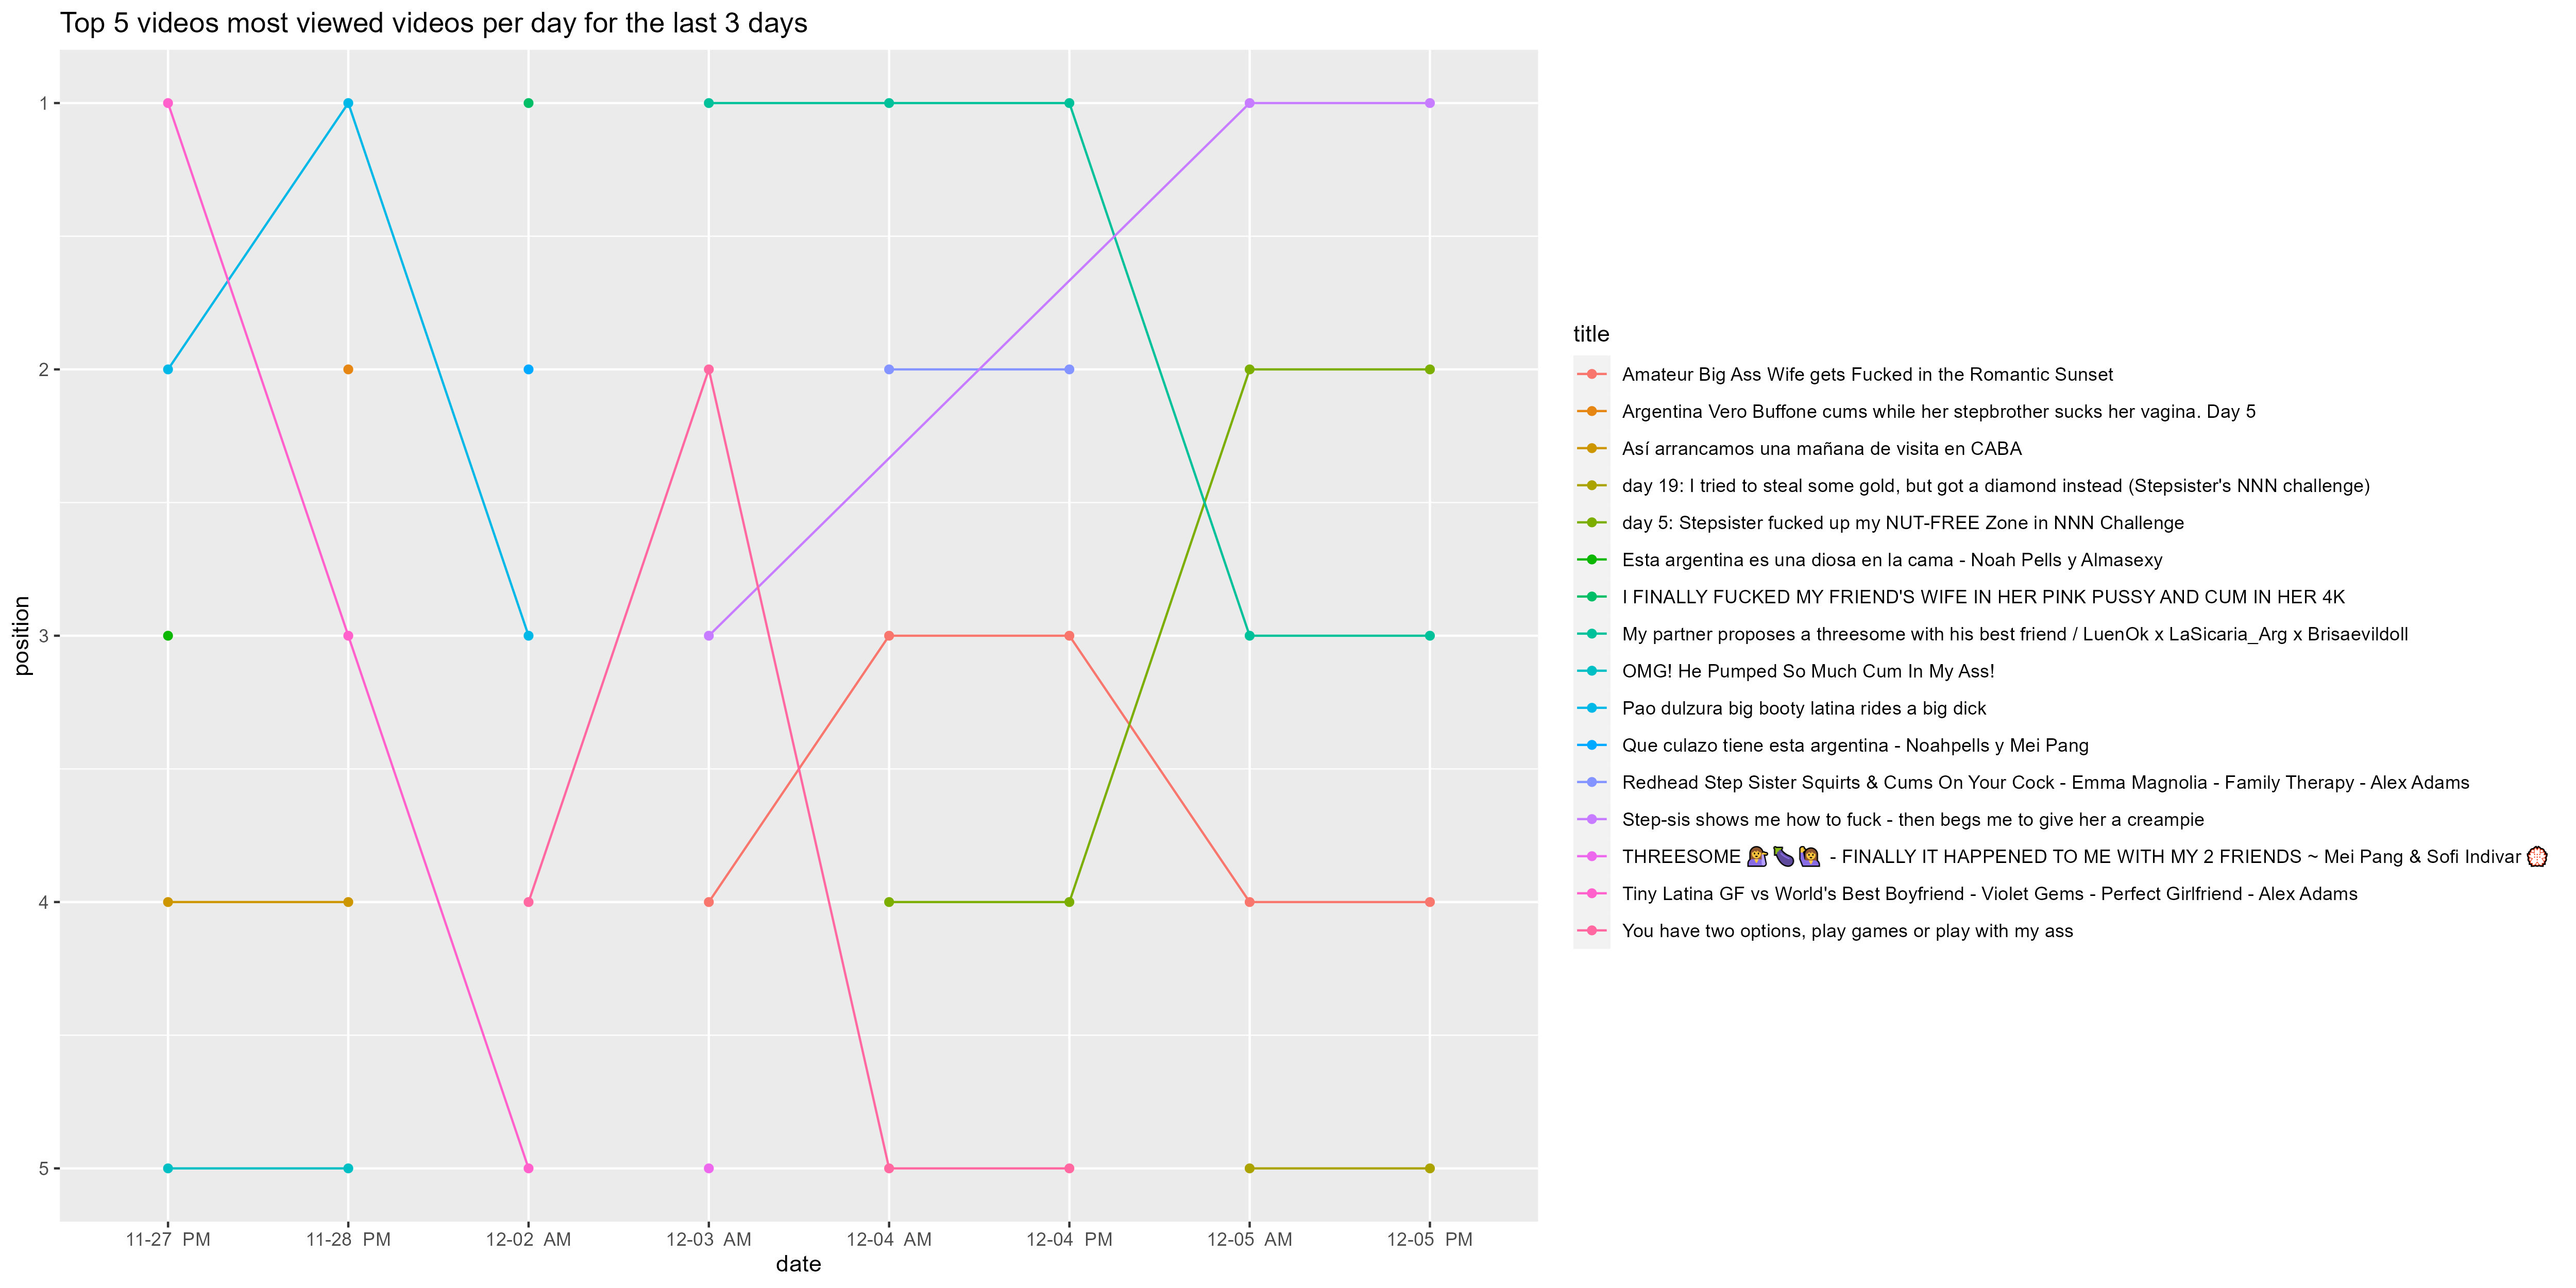 Top 5 videos most viewed videos per day for the last 3 days
position
1
2
3
4
5
11-27 PM
11-28 PM
12-02 AM
12-03 AM
12-04 AM
12-04 PM
12-05 AM
12-05 PM
date
title
Amateur Big Ass Wife gets Fucked in the Romantic Sunset
Argentina Vero Buffone cums while her stepbrother sucks her vagina. Day 5
Así arrancamos una mañana de visita en CABA
day 19: I tried to steal some gold, but got a diamond instead (Stepsister's NNN challenge)
day 5: Stepsister fucked up my NUT-FREE Zone in NNN Challenge
Esta argentina es una diosa en la cama - Noah Pells y Almasexy
I FINALLY FUCKED MY FRIEND'S WIFE IN HER PINK PUSSY AND CUM IN HER 4K
My partner proposes a threesome with his best friend / LuenOk x LaSicaria_Arg x Brisaevildoll
OMG! He Pumped So Much Cum In My Ass!
Pao dulzura big booty latina rides a big dick
Que culazo tiene esta argentina - Noahpells y Mei Pang
Redhead Step Sister Squirts & Cums On Your Cock - Emma Magnolia - Family Therapy - Alex Adams
Step-sis shows me how to fuck - then begs me to give her a creampie
THREESOME 💁‍♀️🍆🙋‍♀️ - FINALLY IT HAPPENED TO ME WITH MY 2 FRIENDS ~ Mei Pang & Sofi Indivar 💮
Tiny Latina GF vs World's Best Boyfriend - Violet Gems - Perfect Girlfriend - Alex Adams
You have two options, play games or play with my ass